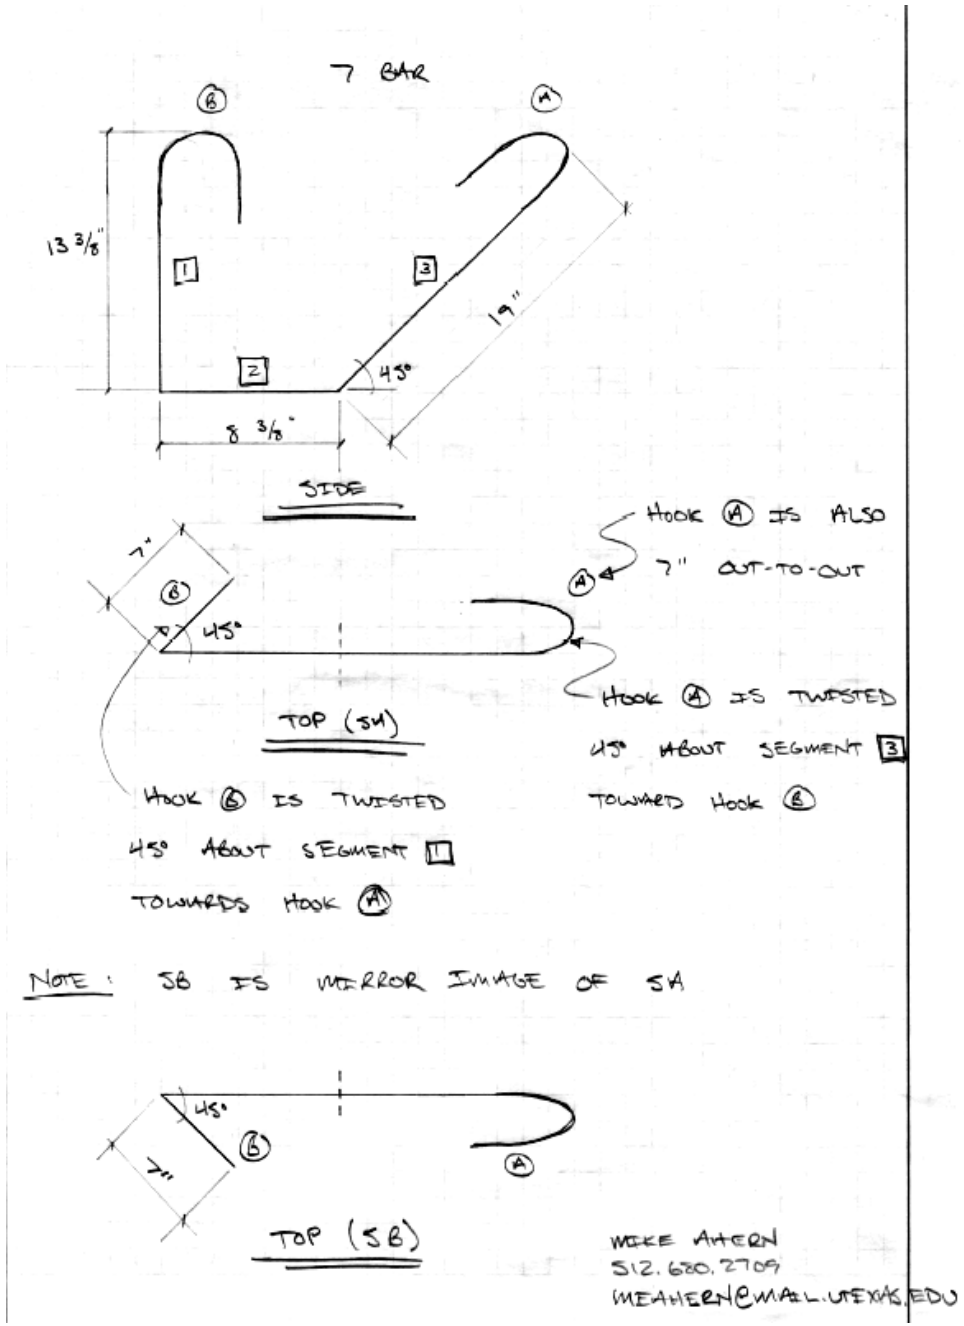 7 BAR
B
A
13 3/8"
1
3
19"
2
45°
8 3/8"
SIDE
HOOK A IS ALSO
7" OUT-TO-OUT
7"
B
A
45°
HOOK A IS TWISTED
TOP (5A)
45° ABOUT SEGMENT 3
HOOK B IS TWISTED
TOWARD HOOK B
45° ABOUT SEGMENT 1
TOWARDS HOOK A
NOTE: 5B IS MIRROR IMAGE OF 5A
45°
B
A
7"
TOP (5B)
MIKE AHERN
512.680.2709
MEAHERN@MAIL.UTEXAS.EDU